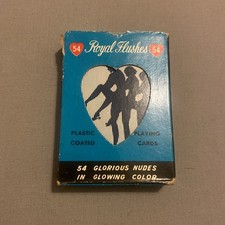 54 Royal Flushes 54
PLASTIC PLAYING
COATED CARDS
54 GLORIOUS NUDES
IN GLOWING COLOR